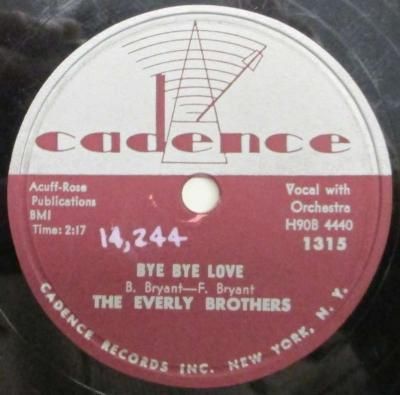 cadence
Acuff-Rose
Publications
BMI
Time: 2:17
Vocal with
Orchestra
H90B 4440
1315
14,244
BYE BYE LOVE
B. Bryant—F. Bryant
THE EVERLY BROTHERS
CADENCE RECORDS INC. NEW YORK, N. Y.